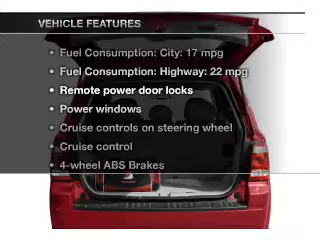 VEHICLE FEATURES
• Fuel Consumption: City: 17 mpg
• Fuel Consumption: Highway: 22 mpg
• Remote power door locks
• Power windows
• Cruise controls on steering wheel
• Cruise control
• 4-wheel ABS Brakes